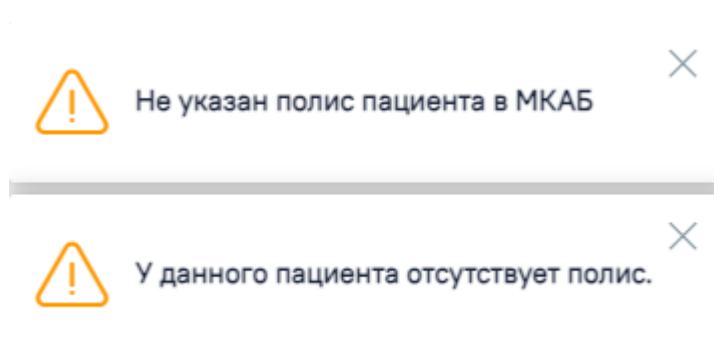 Не указан полис пациента в МКАБ
У данного пациента отсутствует полис.